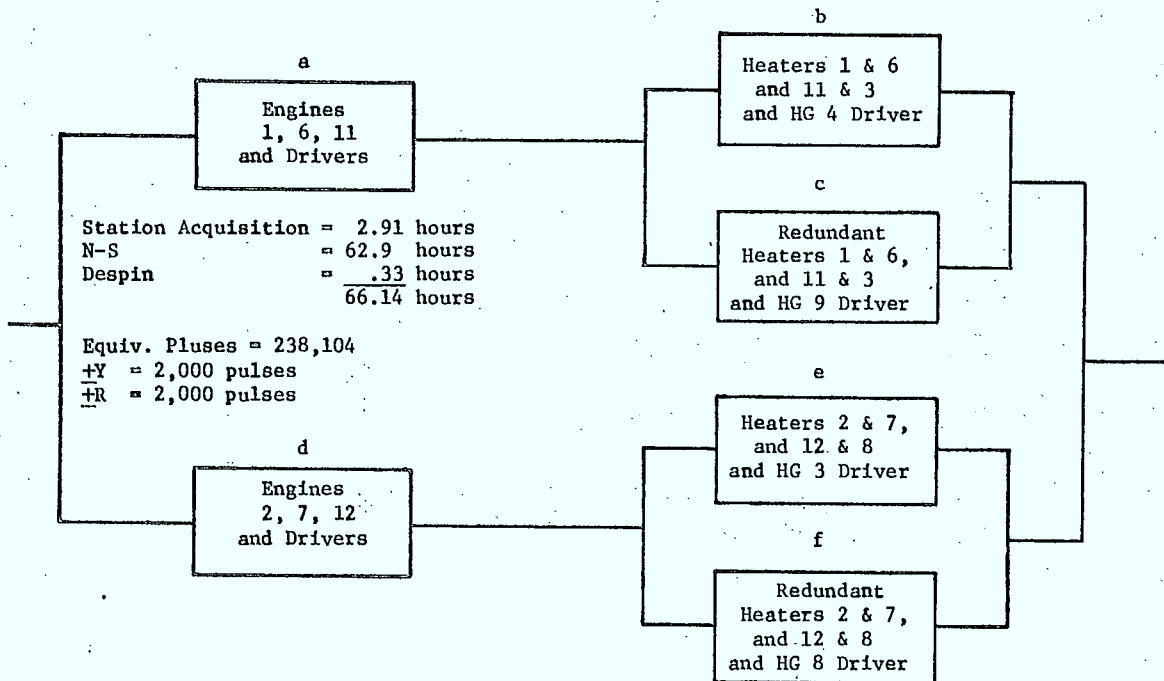 a
Engines
1, 6, 11
and Drivers
b
Heaters 1 & 6
and 11 & 3
and HG 4 Driver
c
Redundant
Heaters 1 & 6,
and 11 & 3
and HG 9 Driver
Station Acquisition = 2.91 hours
N-S = 62.9 hours
Despin = .33 hours
66.14 hours
Equiv. Pluses = 238,104
±Y = 2,000 pulses
±R = 2,000 pulses
d
Engines
2, 7, 12
and Drivers
e
Heaters 2 & 7,
and 12 & 8
and HG 3 Driver
f
Redundant
Heaters 2 & 7,
and 12 & 8
and HG 8 Driver